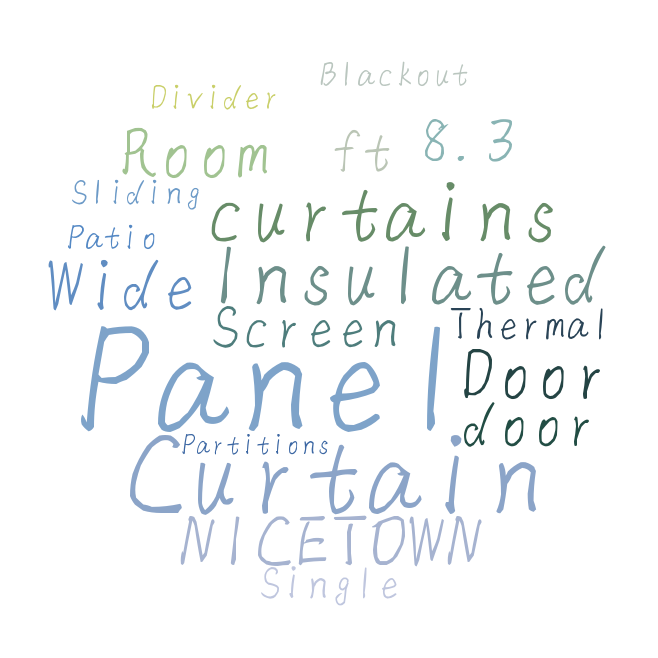 Blackout
Divider
Room ft 8.3
Sliding curtains
Patio
Wide Insulated
Screen Thermal
Panel Door
door
Partitions
Curtain
NICETOWN
Single